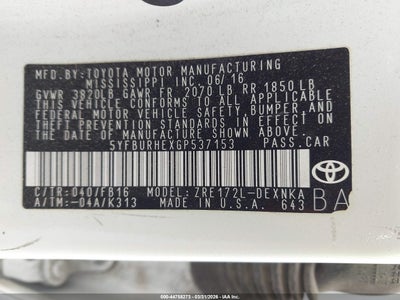 MFD.BY:TOYOTA MOTOR MANUFACTURING
MISSISSIPPI INC. 06/16
GVWR 3820LB GAWR FR 2070 LB RR 1850LB
THIS VEHICLE CONFORMS TO ALL APPLICABLE
FEDERAL MOTOR VEHICLE SAFETY, BUMPER, AND
THEFT PREVENTION STANDARDS IN EFFECT ON
THE DATE OF MANUFACTURE SHOWN ABOVE.
5YFBURHEXGP537153 PASS.CAR
TOYOTA
C/TR: 040/FB16 MODEL: ZRE172L-DEXNKA
A/TM: -04A/K313 MADE IN U.S.A. 643
BA